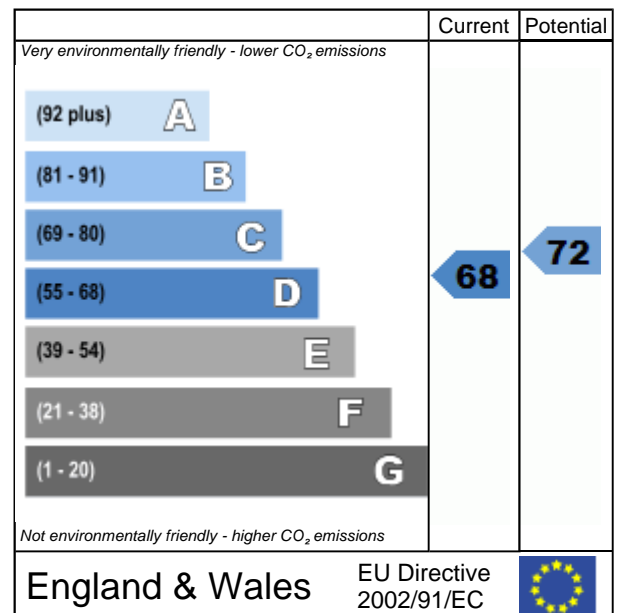 Current Potential
Very environmentally friendly - lower CO₂ emissions
(92 plus) A
(81 - 91) B
(69 - 80) C
72
68
(55 - 68) D
(39 - 54) E
(21 - 38) F
(1 - 20) G
Not environmentally friendly - higher CO₂ emissions
England & Wales
EU Directive
2002/91/EC